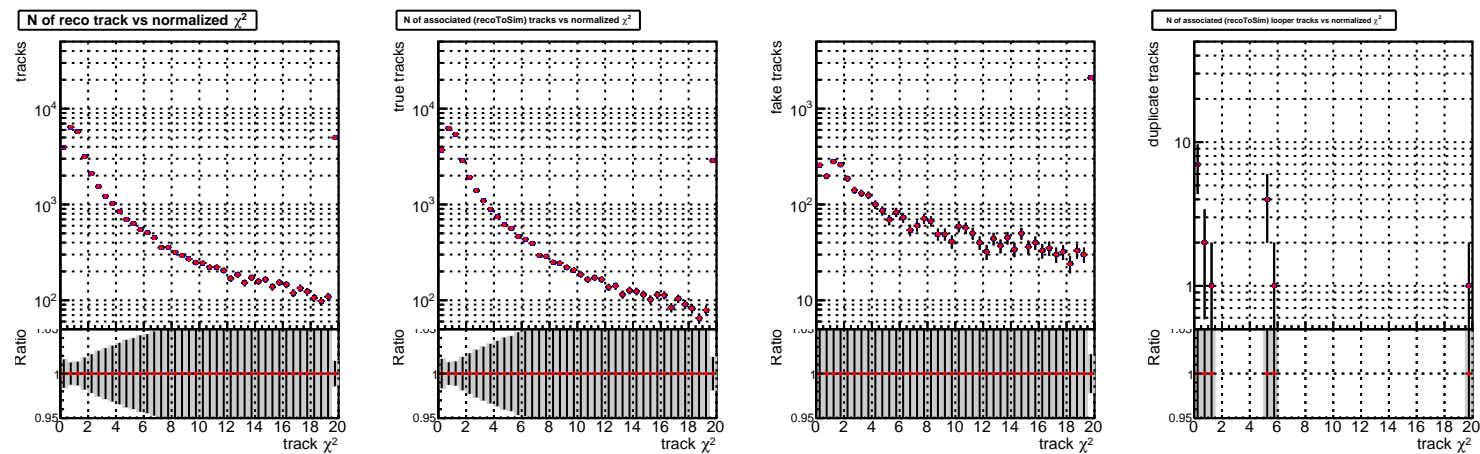 N of reco track vs normalized χ²
tracks
10⁴
10³
10²
Ratio
1
0.95
0 2 4 6 8 10 12 14 16 18 20
track χ²
N of associated (recoToSim) tracks vs normalized χ²
true tracks
10⁴
10³
10²
Ratio
1
0.95
0 2 4 6 8 10 12 14 16 18 20
track χ²
fake tracks
10³
10²
10
Ratio
1
0.95
0 2 4 6 8 10 12 14 16 18 20
track χ²
N of associated (recoToSim) looper tracks vs normalized χ²
duplicate tracks
10
1
Ratio
1
0.95
0 2 4 6 8 10 12 14 16 18 20
track χ²